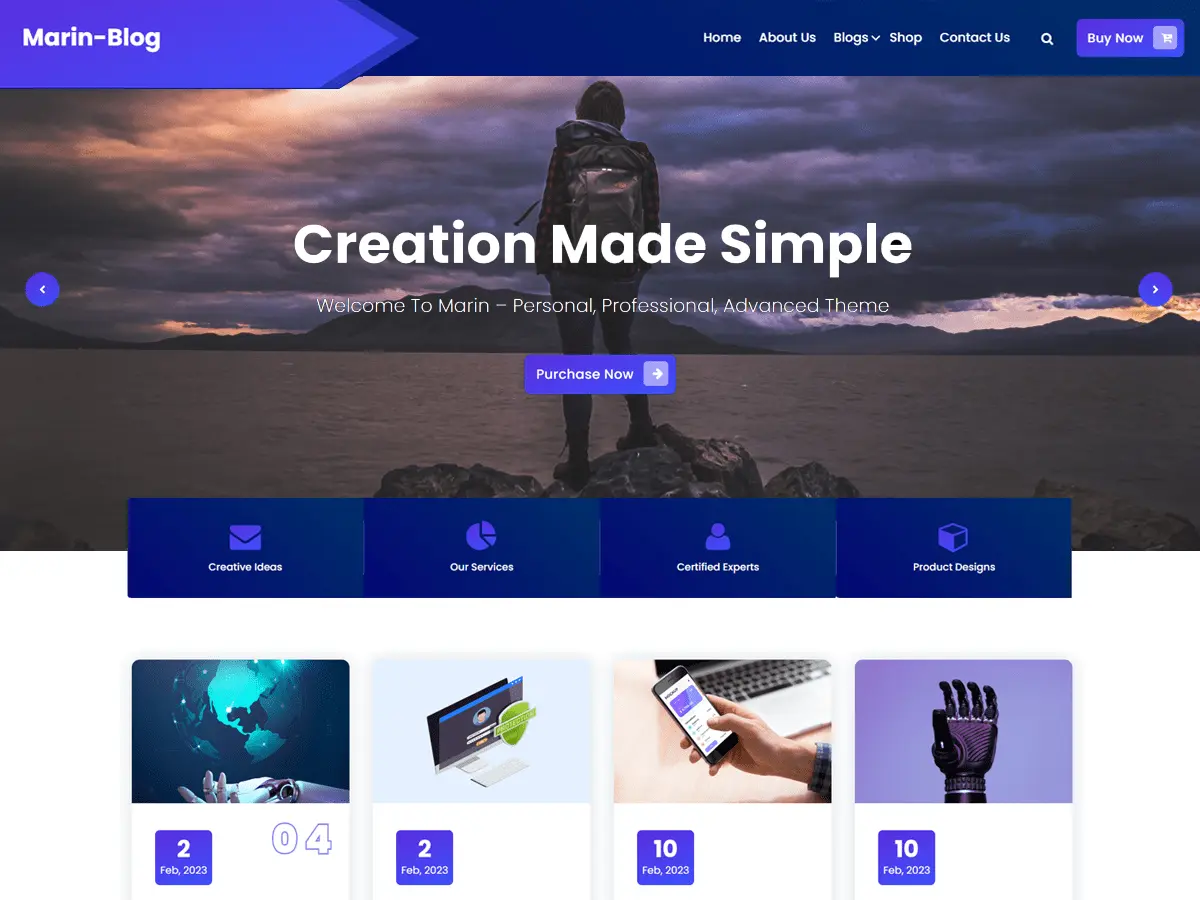 Marin-Blog
Home About Us Blogs Shop Contact Us Buy Now
Creation Made Simple
Welcome To Marin – Personal, Professional, Advanced Theme
Purchase Now
Creative Ideas Our Services Certified Experts Product Designs
PROTECTION
MOCKUP
04
2 2 10 10
Feb, 2023 Feb, 2023 Feb, 2023 Feb, 2023